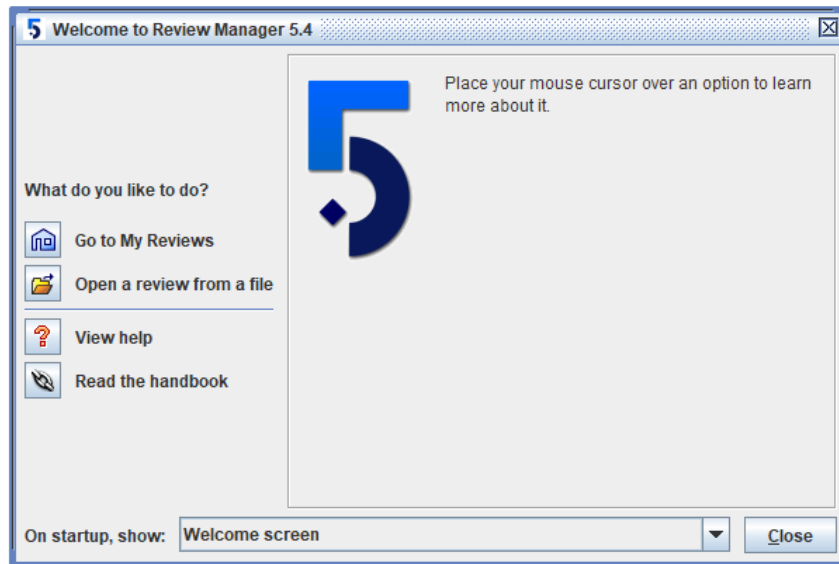 5 Welcome to Review Manager 5.4
Place your mouse cursor over an option to learn
more about it.
5
What do you like to do?
Go to My Reviews
Open a review from a file
? View help
Read the handbook
On startup, show: Welcome screen Close